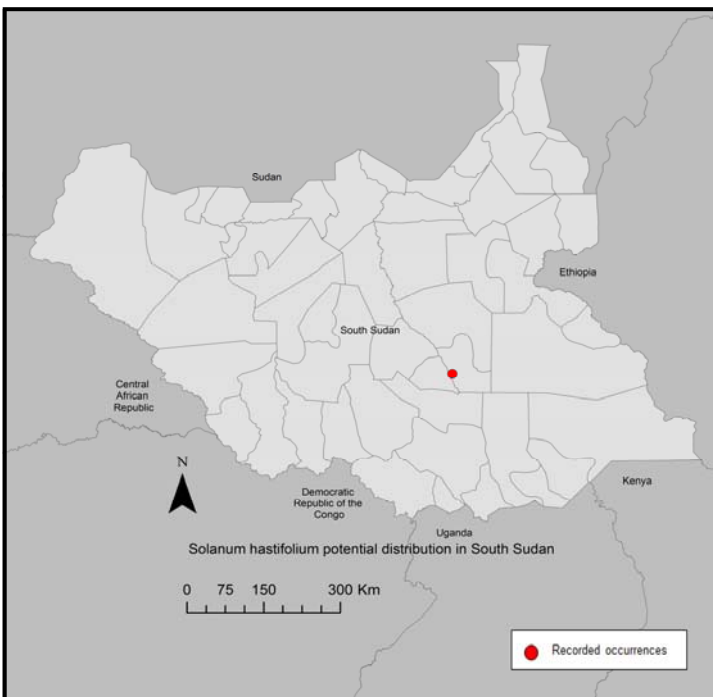 Sudan
Ethiopia
South Sudan
Central
African
Republic
N
Kenya
Democratic
Republic of the
Congo
Uganda
Solanum hastifolium potential distribution in South Sudan
0 75 150 300 Km
Recorded occurrences